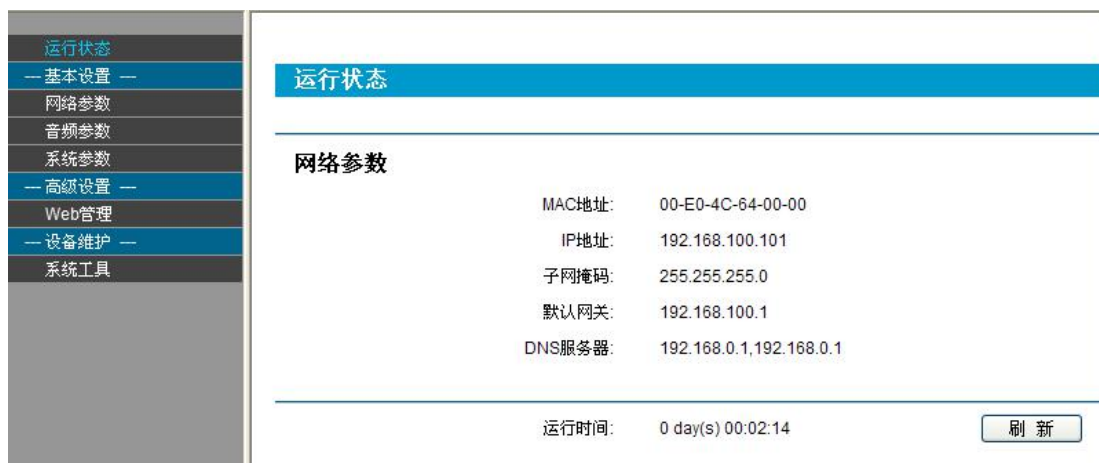 运行状态
— 基本设置 —
网络参数
音频参数
系统参数
— 高级设置 —
Web管理
— 设备维护 —
系统工具
运行状态
网络参数
MAC地址: 00-E0-4C-64-00-00
IP地址: 192.168.100.101
子网掩码: 255.255.255.0
默认网关: 192.168.100.1
DNS服务器: 192.168.0.1,192.168.0.1
运行时间: 0 day(s) 00:02:14
刷 新